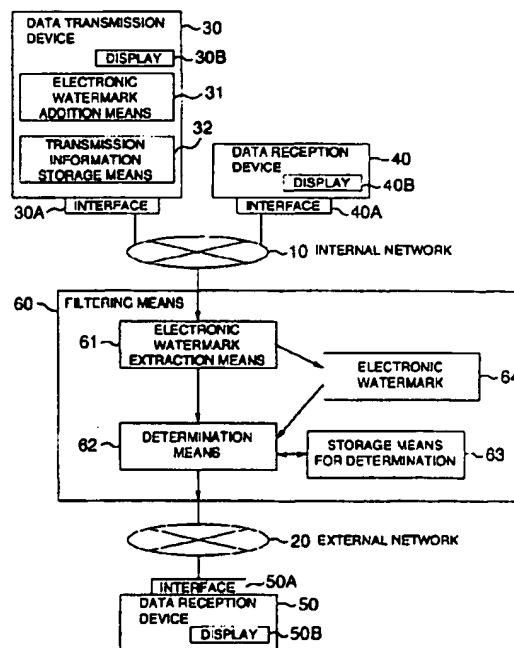 DATA TRANSMISSION
DEVICE
30
DISPLAY
30B
ELECTRONIC
WATERMARK
ADDITION MEANS
31
TRANSMISSION
INFORMATION
STORAGE MEANS
32
INTERFACE
30A
DATA RECEPTION
DEVICE
40
DISPLAY
40B
INTERFACE
40A
10 INTERNAL NETWORK
60
FILTERING MEANS
61
ELECTRONIC
WATERMARK
EXTRACTION MEANS
ELECTRONIC
WATERMARK
64
62
DETERMINATION
MEANS
STORAGE MEANS
FOR DETERMINATION
63
20 EXTERNAL NETWORK
INTERFACE
50A
DATA RECEPTION
DEVICE
50
DISPLAY
50B